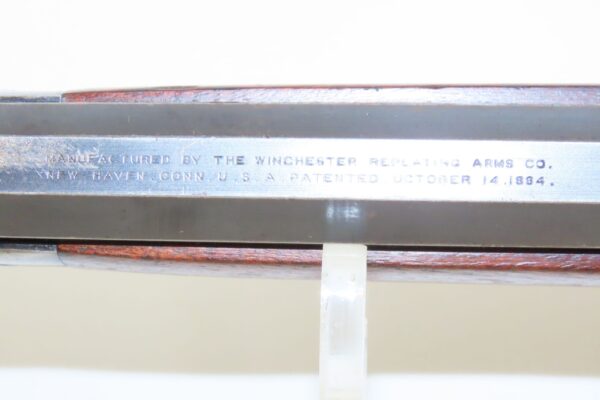 MANUFACTURED BY THE WINCHESTER REPEATING ARMS CO.
NEW HAVEN. CONN. U.S.A. PATENTED OCTOBER 14.1884.